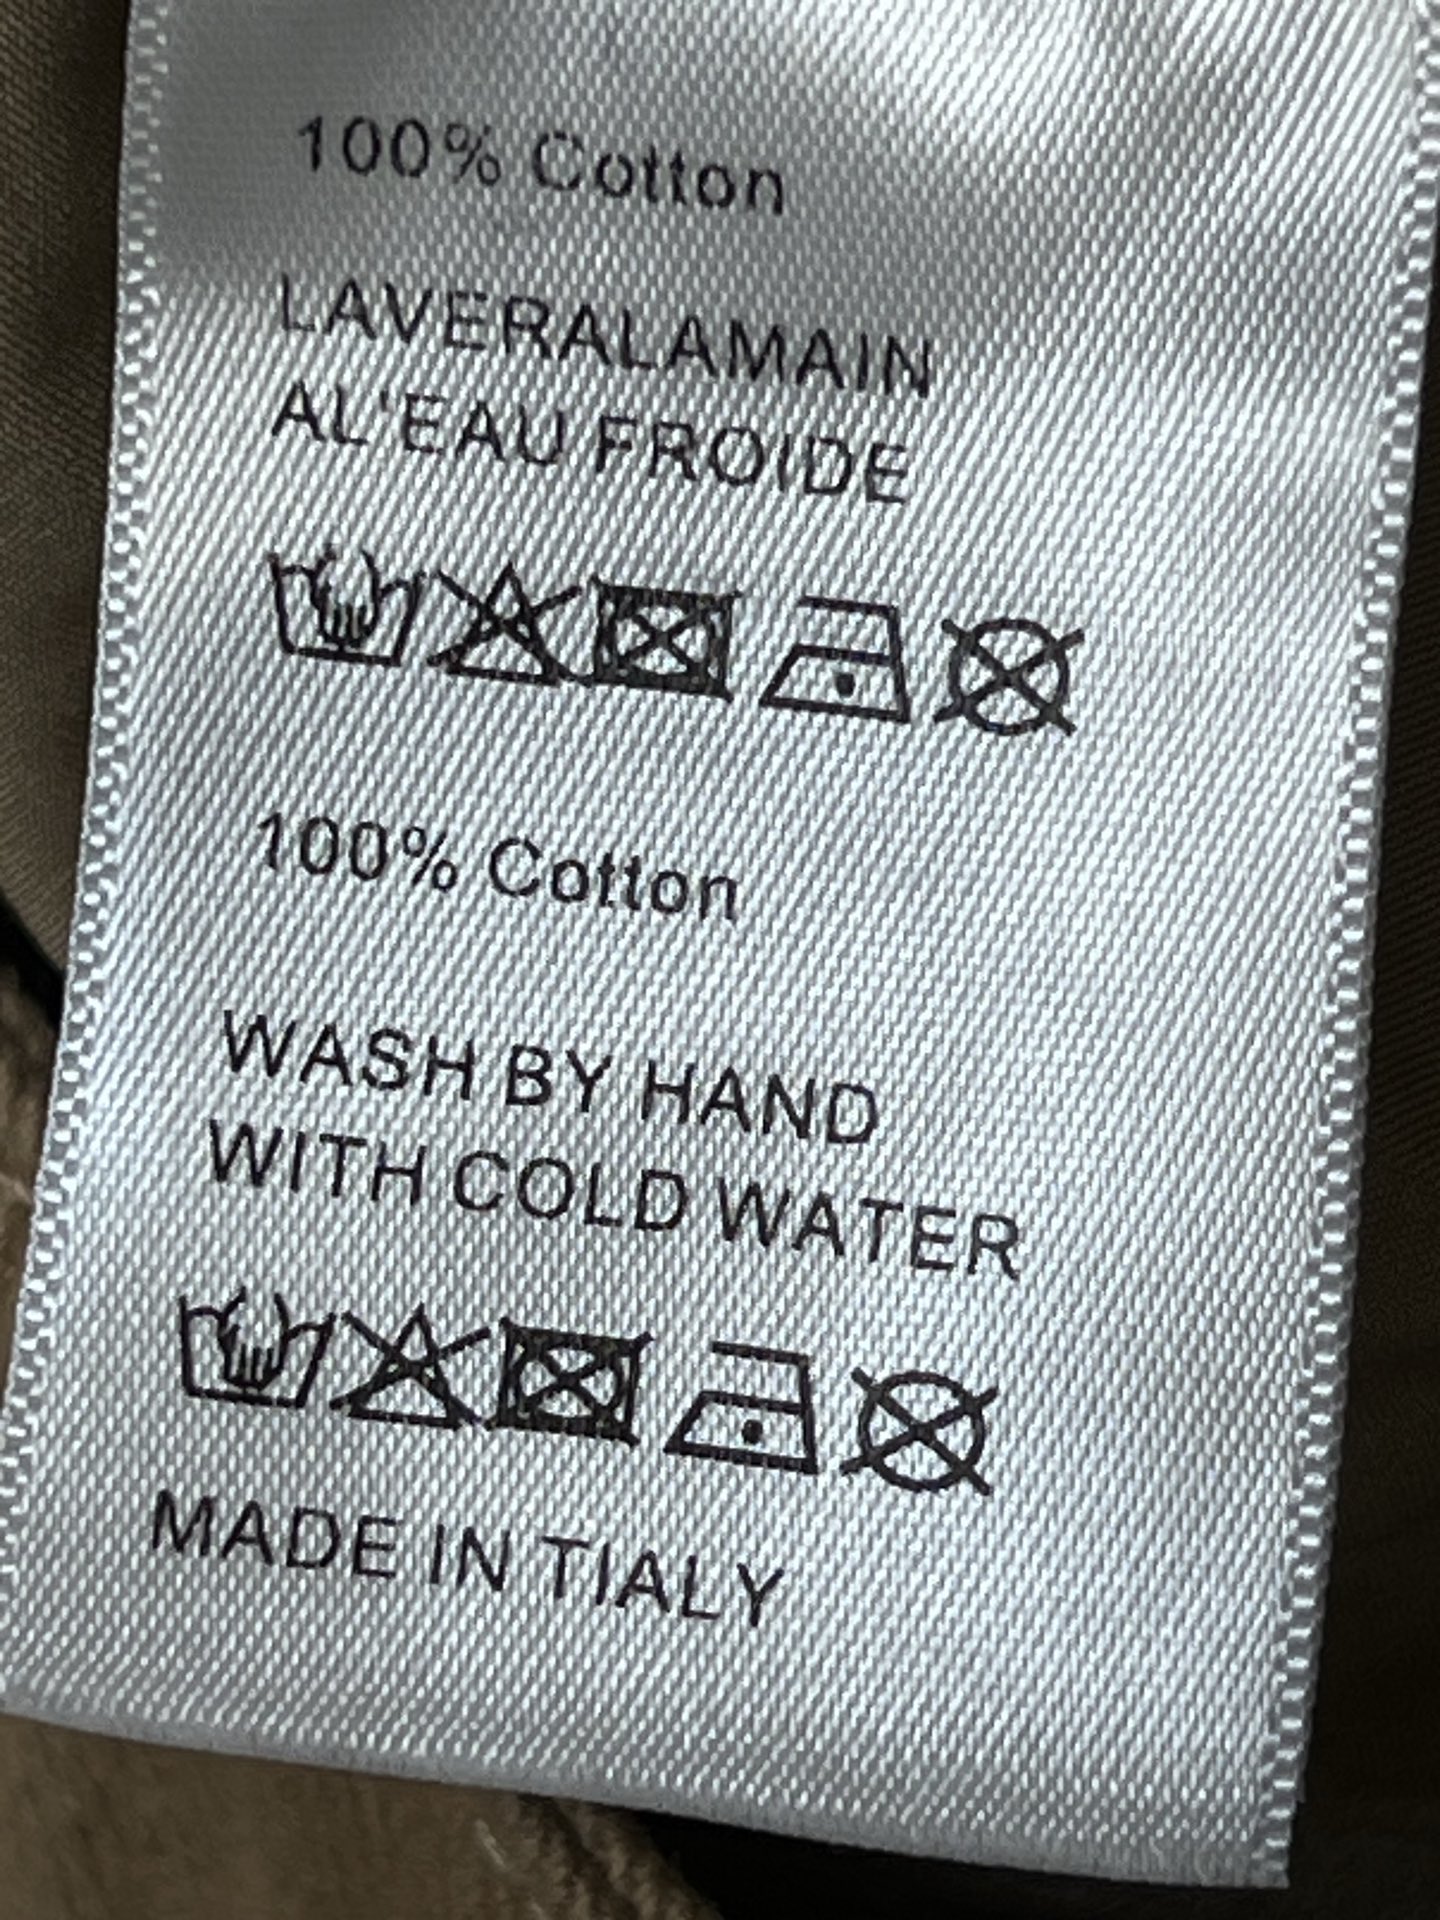 100% Cotton
LAVERALAMAIN
AL'EAU FROIDE
100% Cotton
WASH BY HAND
WITH COLD WATER
MADE IN TIALY